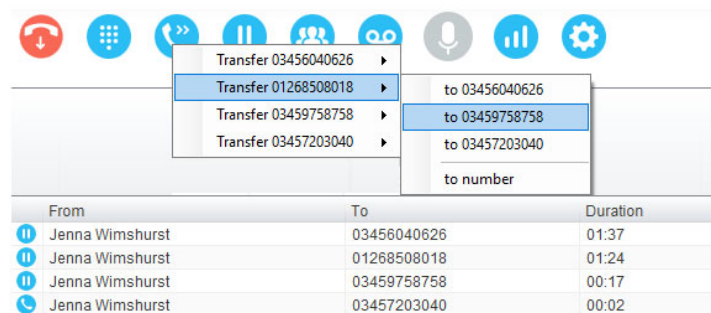 Transfer 03456040626
Transfer 01268508018
to 03456040626
Transfer 03459758758
to 03459758758
Transfer 03457203040
to 03457203040
to number
From To Duration
Jenna Wimshurst 03456040626 01:37
Jenna Wimshurst 01268508018 01:24
Jenna Wimshurst 03459758758 00:17
Jenna Wimshurst 03457203040 00:02